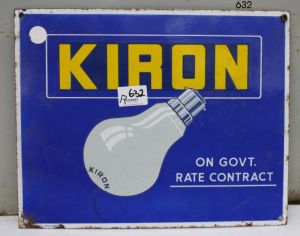 632
KIRON
632
KIRON
ON GOVT.
RATE CONTRACT